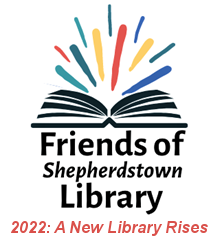 Friends of
Shepherdstown
Library
2022: A New Library Rises